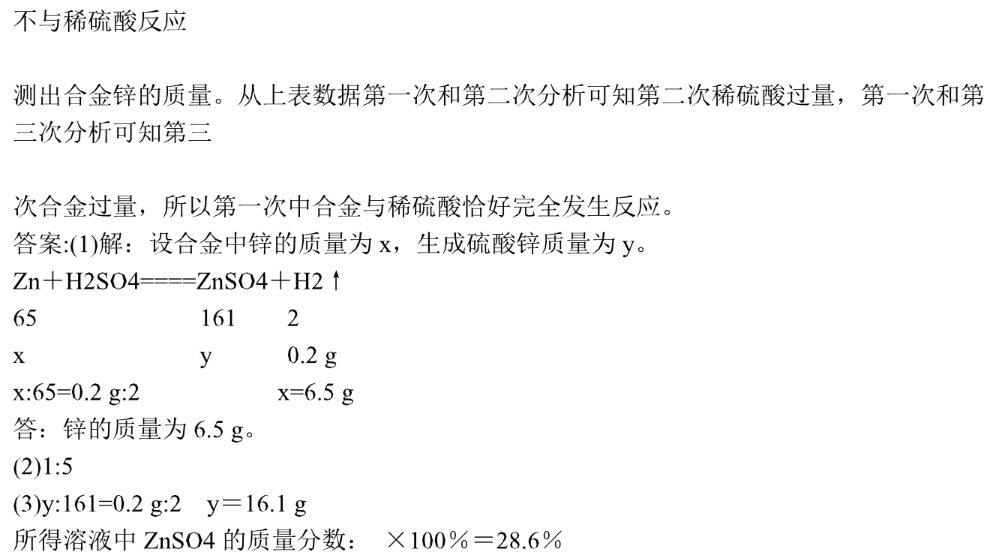 不与稀硫酸反应
测出合金锌的质量。从上表数据第一次和第二次分析可知第二次稀硫酸过量，第一次和第
三次分析可知第三
次合金过量，所以第一次中合金与稀硫酸恰好完全发生反应。
答案:(1)解：设合金中锌的质量为 x，生成硫酸锌质量为 y。
Zn＋H2SO4====ZnSO4＋H2↑
65 161 2
x y 0.2 g
x:65=0.2 g:2 x=6.5 g
答：锌的质量为 6.5 g。
(2)1:5
(3)y:161=0.2 g:2 y＝16.1 g
所得溶液中 ZnSO4 的质量分数： ×100％＝28.6％